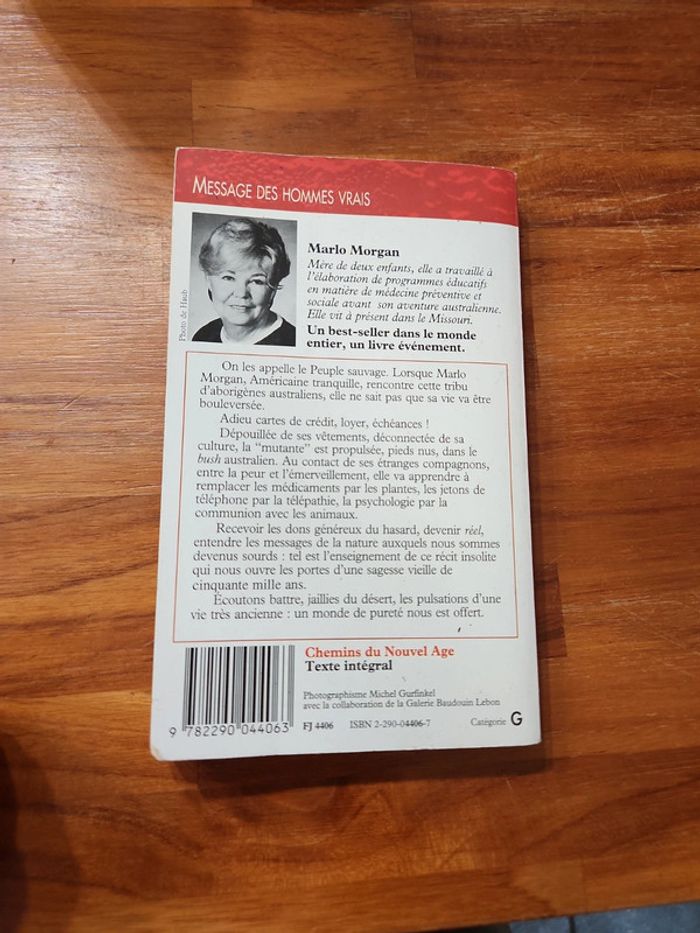 MESSAGE DES HOMMES VRAIS
Photo de Haub
Marlo Morgan
Mère de deux enfants, elle a travaillé à
l'élaboration de programmes éducatifs
en matière de médecine préventive et
sociale avant son aventure australienne.
Elle vit à présent dans le Missouri.
Un best-seller dans le monde
entier, un livre événement.
On les appelle le Peuple sauvage. Lorsque Marlo
Morgan, Américaine tranquille, rencontre cette tribu
d'aborigènes australiens, elle ne sait pas que sa vie va être
bouleversée.
Adieu cartes de crédit, loyer, échéances !
Dépouillée de ses vêtements, déconnectée de sa
culture, la "mutante" est propulsée, pieds nus, dans le
bush australien. Au contact de ses étranges compagnons,
entre la peur et l'émerveillement, elle va apprendre à
remplacer les médicaments par les plantes, les jetons de
téléphone par la télépathie, la psychologie par la
communion avec les animaux.
Recevoir les dons généreux du hasard, devenir réel,
entendre les messages de la nature auxquels nous sommes
devenus sourds : tel est l'enseignement de ce récit insolite
qui nous ouvre les portes d'une sagesse vieille de
cinquante mille ans.
Écoutons battre, jaillies du désert, les pulsations d'une
vie très ancienne : un monde de pureté nous est offert.
Chemins du Nouvel Age
Texte intégral
Photographisme Michel Gurfinkel
avec la collaboration de la Galerie Baudouin Lebon
9 782290 044063
FJ 4406 ISBN 2-290-04406-7 Catégorie G